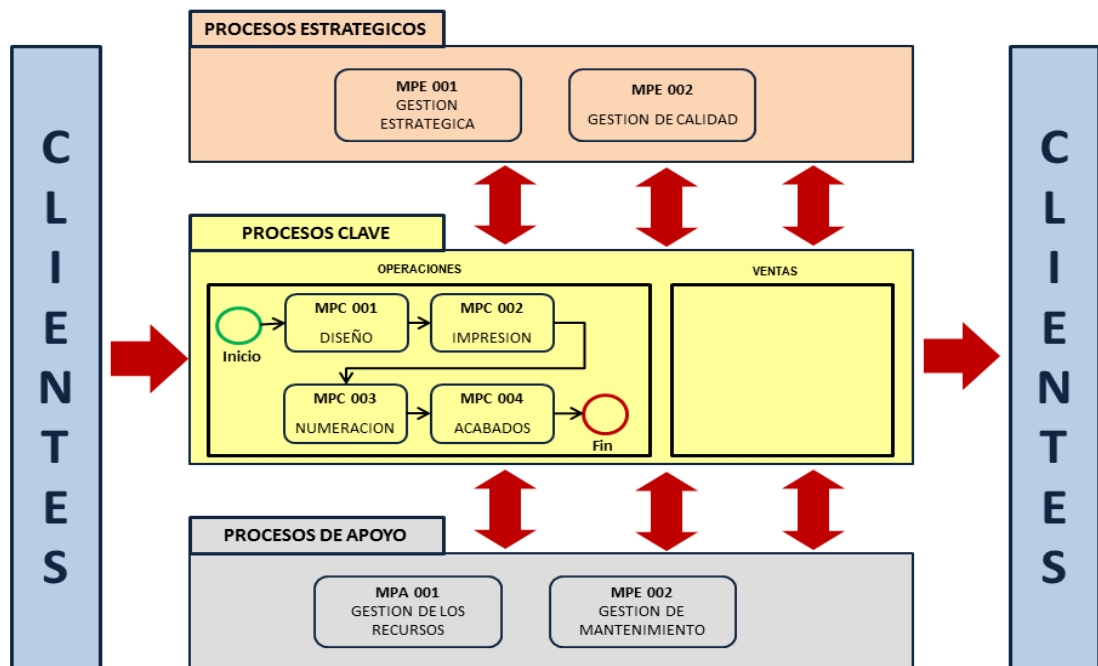 PROCESOS ESTRATEGICOS
MPE 001
GESTION
ESTRATEGICA
MPE 002
GESTION DE CALIDAD
CLIENTES
PROCESOS CLAVE
OPERACIONES
VENTAS
Inicio
MPC 001
DISEÑO
MPC 002
IMPRESION
MPC 003
NUMERACION
MPC 004
ACABADOS
Fin
CLIENTES
PROCESOS DE APOYO
MPA 001
GESTION DE LOS
RECURSOS
MPE 002
GESTION DE
MANTENIMIENTO